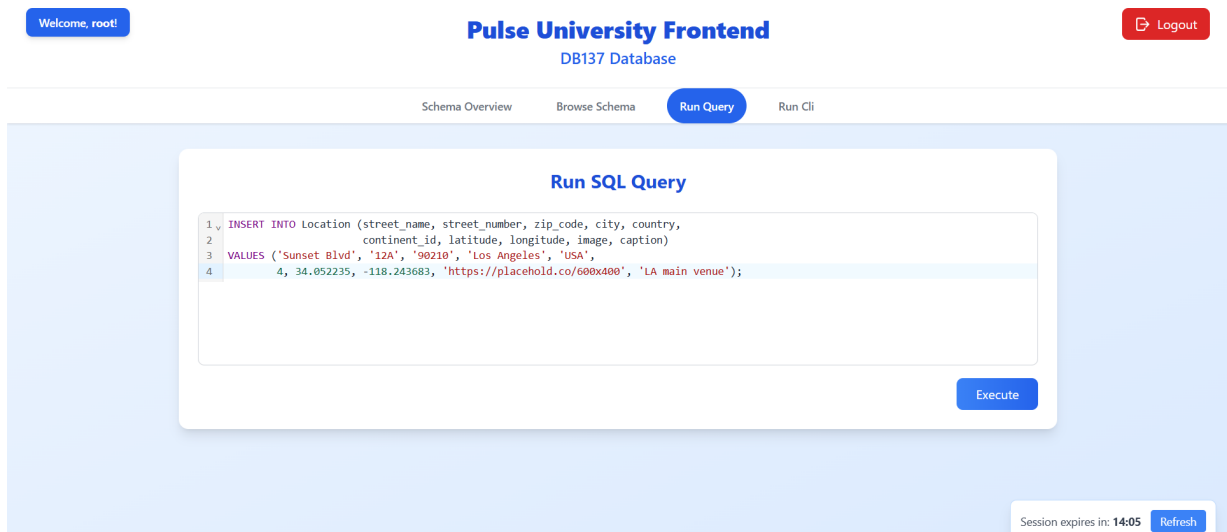 Welcome, root!
Pulse University Frontend
Logout
DB137 Database
Schema Overview
Browse Schema
Run Query
Run Cli
Run SQL Query
1 INSERT INTO Location (street_name, street_number, zip_code, city, country,
2 continent_id, latitude, longitude, image, caption)
3 VALUES ('Sunset Blvd', '12A', '90210', 'Los Angeles', 'USA',
4 4, 34.052235, -118.243683, 'https://placehold.co/600x400', 'LA main venue');
Execute
Session expires in: 14:05
Refresh